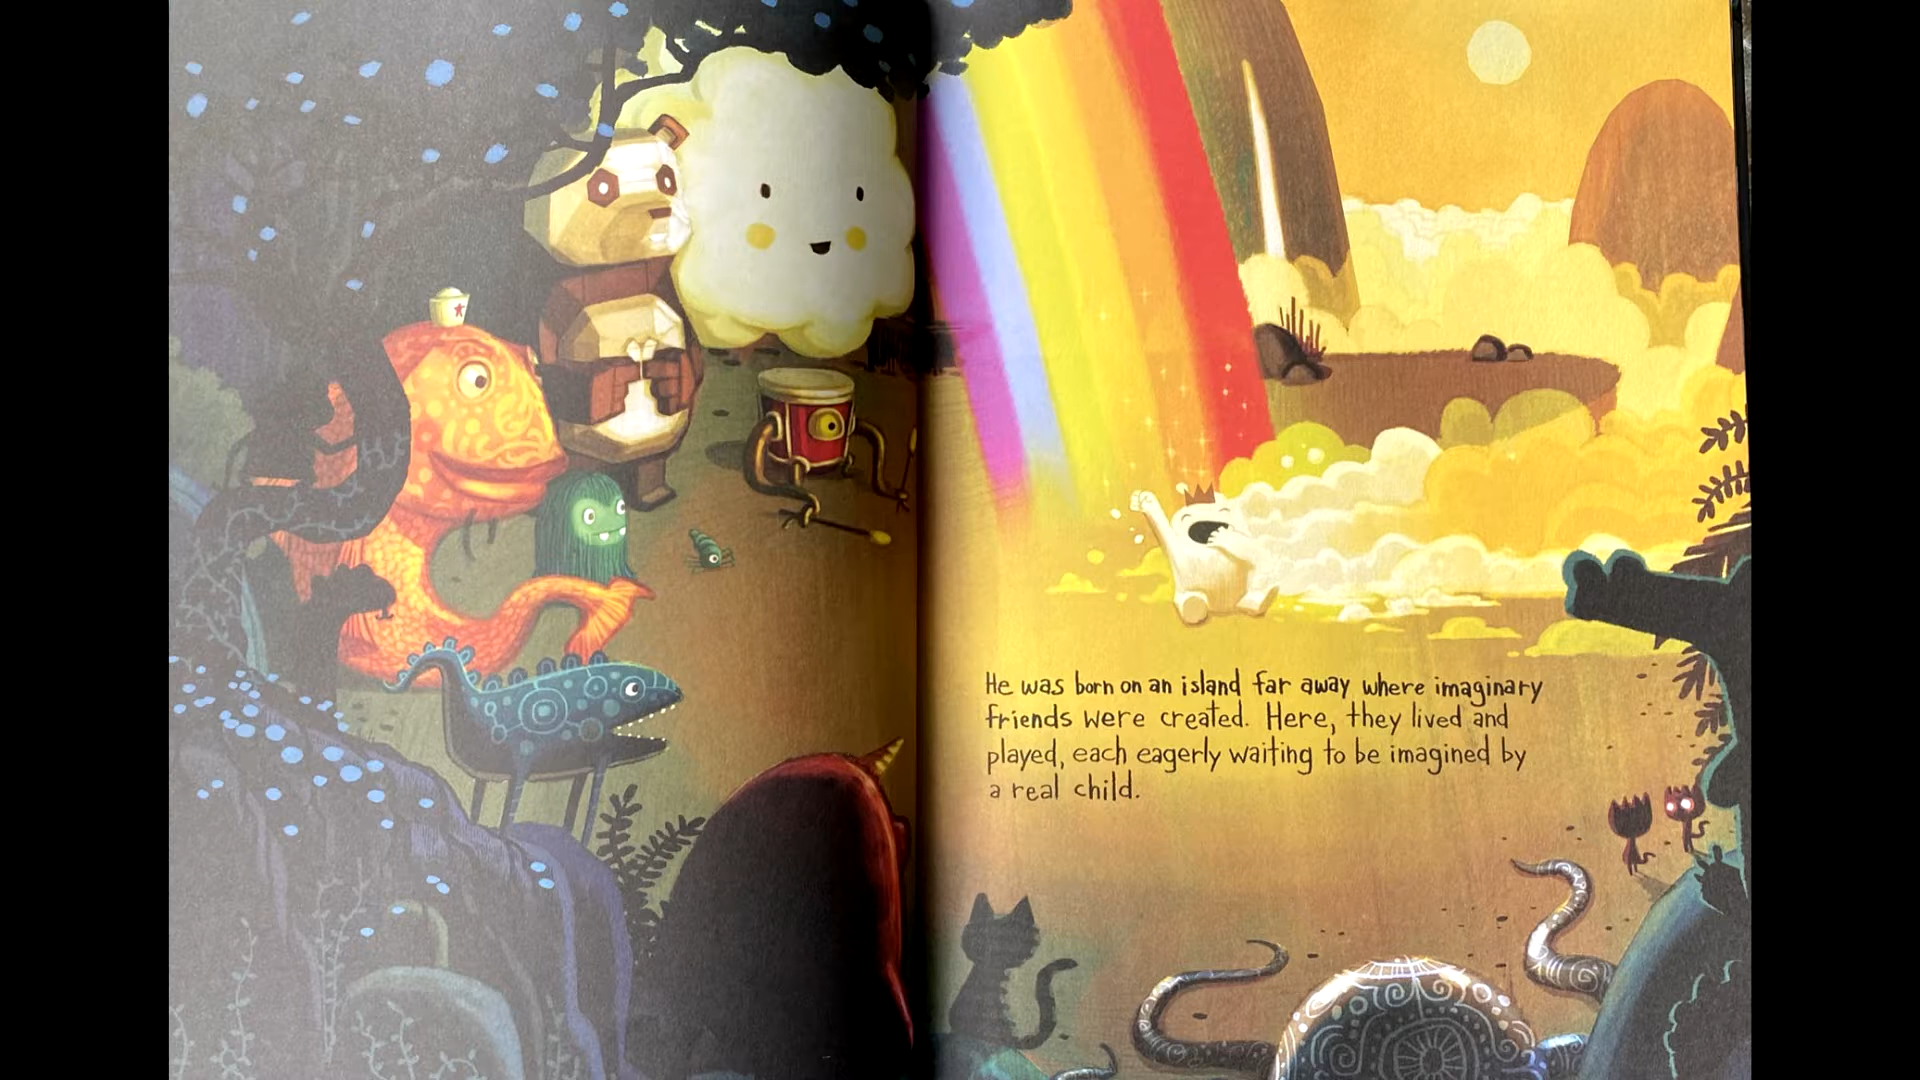 He was born on an island far away where imaginary
friends were created. Here, they lived and
played, each eagerly waiting to be imagined by
a real child.